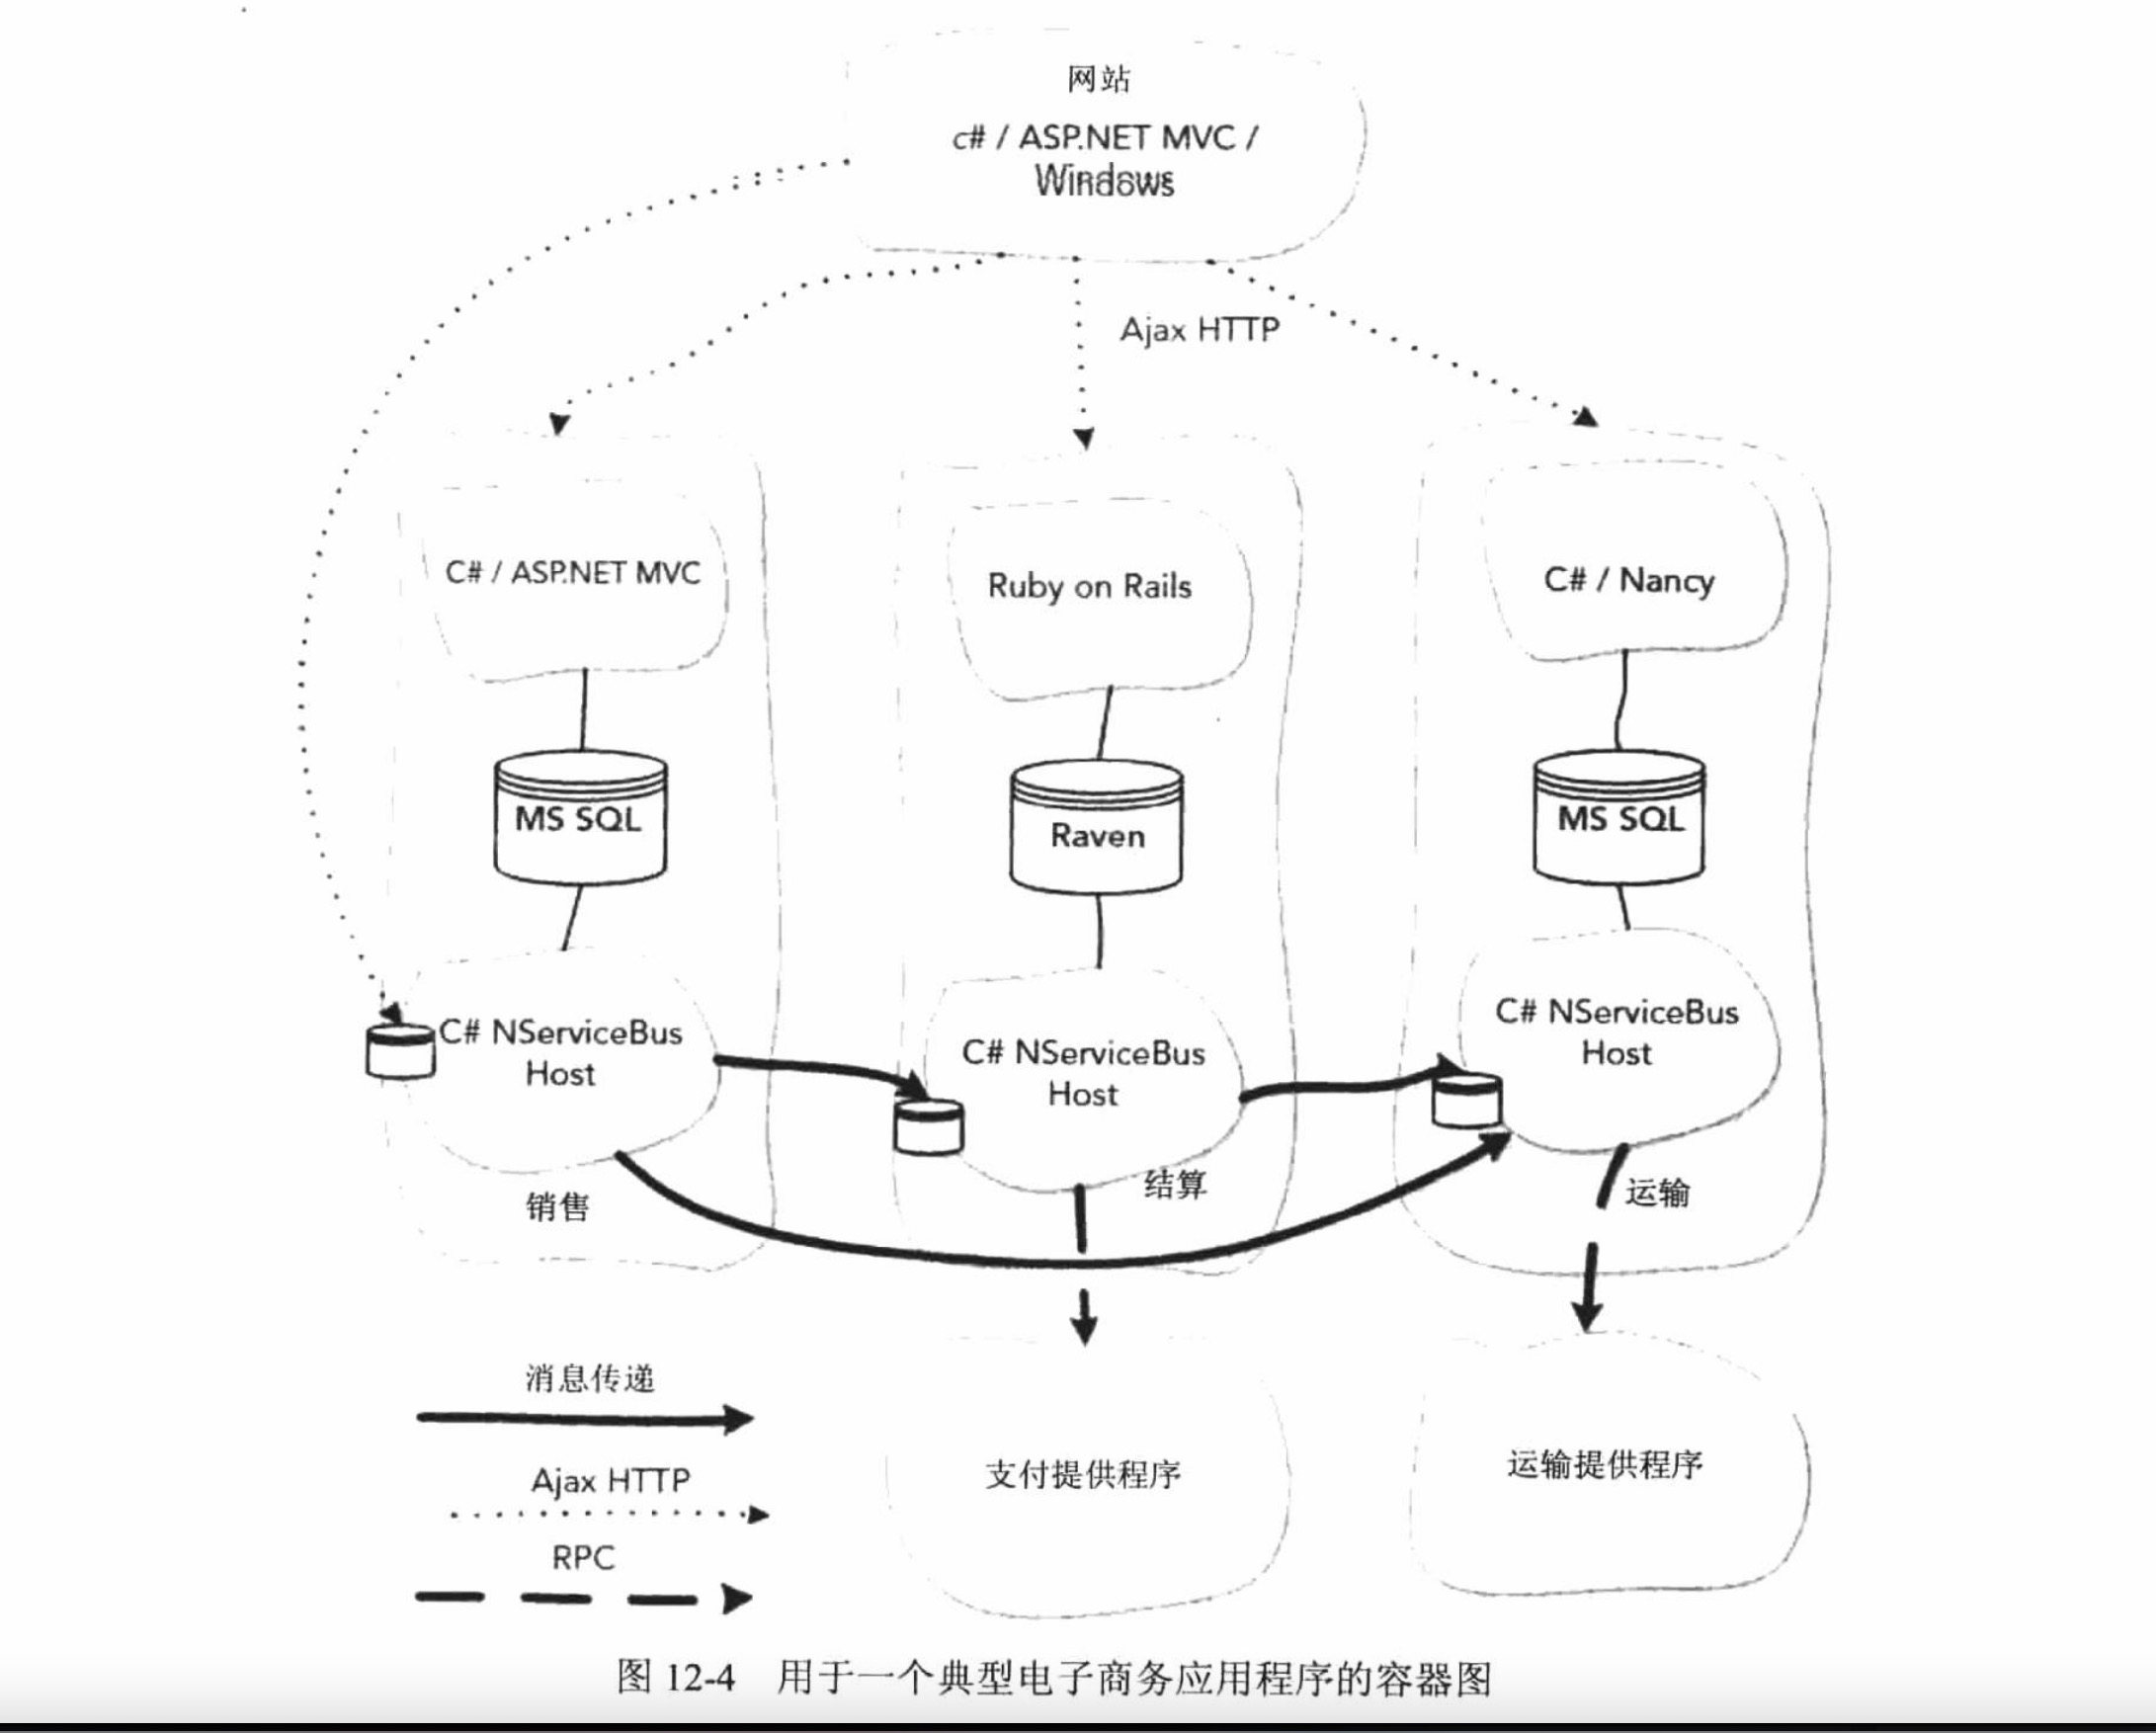 网站
c# / ASP.NET MVC /
Windows
Ajax HTTP
C# / ASP.NET MVC
Ruby on Rails
C# / Nancy
MS SQL
Raven
MS SQL
C# NServiceBus
Host
C# NServiceBus
Host
C# NServiceBus
Host
销售
结算
运输
消息传递
Ajax HTTP
RPC
支付提供程序
运输提供程序
图 12-4 用于一个典型电子商务应用程序的容器图